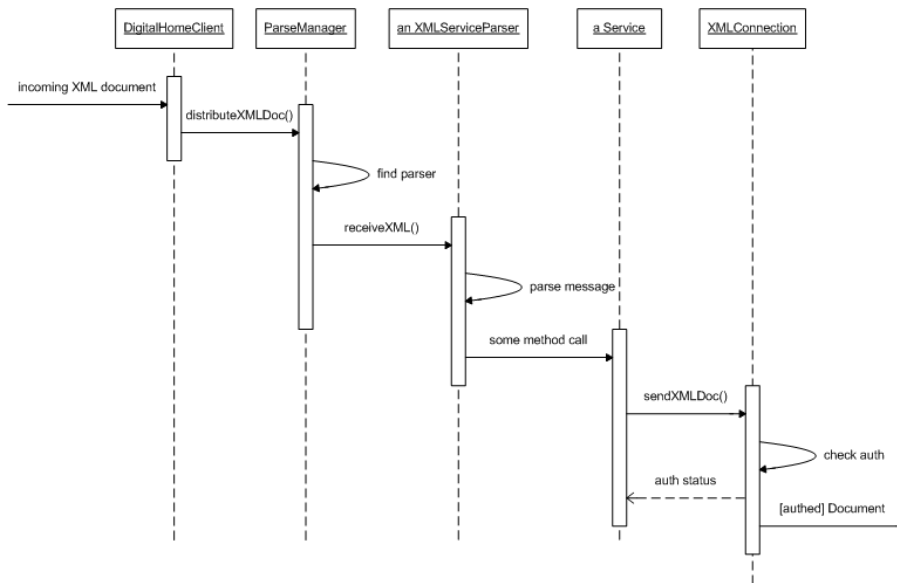 DigitalHomeClient
ParseManager
an XMLServiceParser
a Service
XMLConnection
incoming XML document
distributeXMLDoc()
find parser
receiveXML()
parse message
some method call
sendXMLDoc()
check auth
auth status
[authed] Document